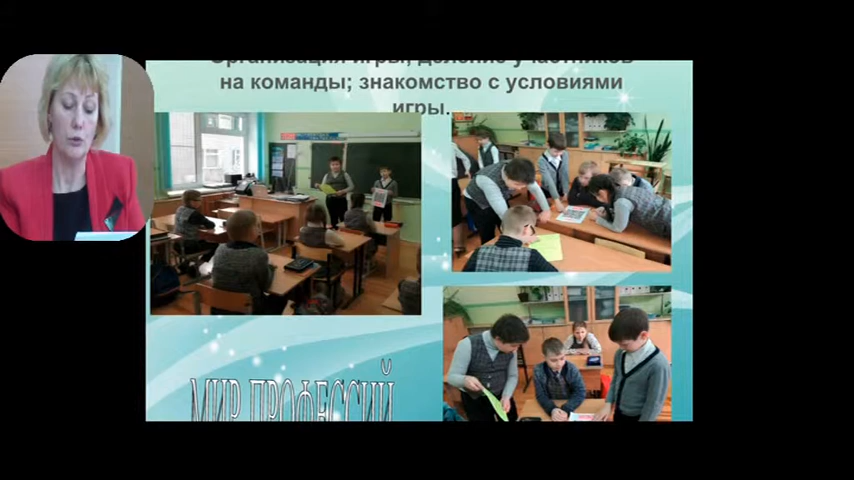 Организация игры, деление участников
на команды; знакомство с условиями
игры.
МИР ПРОФЕССИЙ